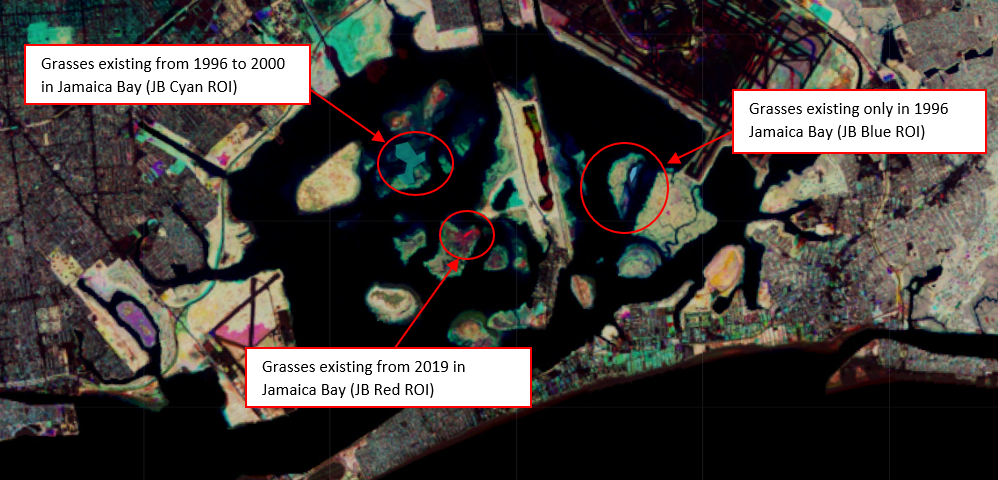 Grasses existing from 1996 to 2000
in Jamaica Bay (JB Cyan ROI)
Grasses existing only in 1996
Jamaica Bay (JB Blue ROI)
Grasses existing from 2019 in
Jamaica Bay (JB Red ROI)